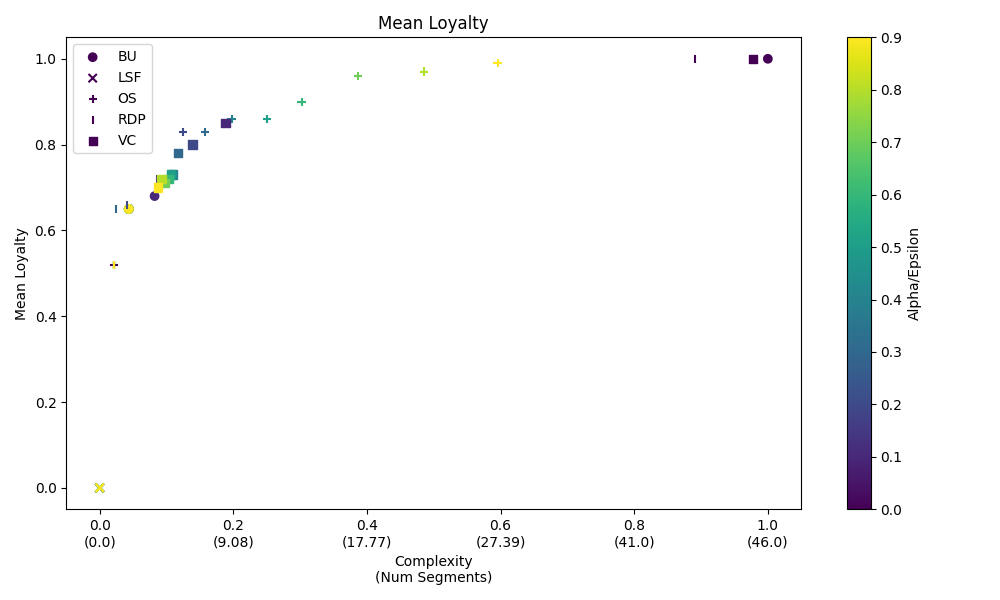 Mean Loyalty
BU
LSF
OS
RDP
VC
Mean Loyalty
1.0
0.8
0.6
0.4
0.2
0.0
0.0
(0.0)
0.2
(9.08)
0.4
(17.77)
0.6
(27.39)
0.8
(41.0)
1.0
(46.0)
Complexity
(Num Segments)
0.9
0.8
0.7
0.6
0.5
0.4
0.3
0.2
0.1
0.0
Alpha/Epsilon